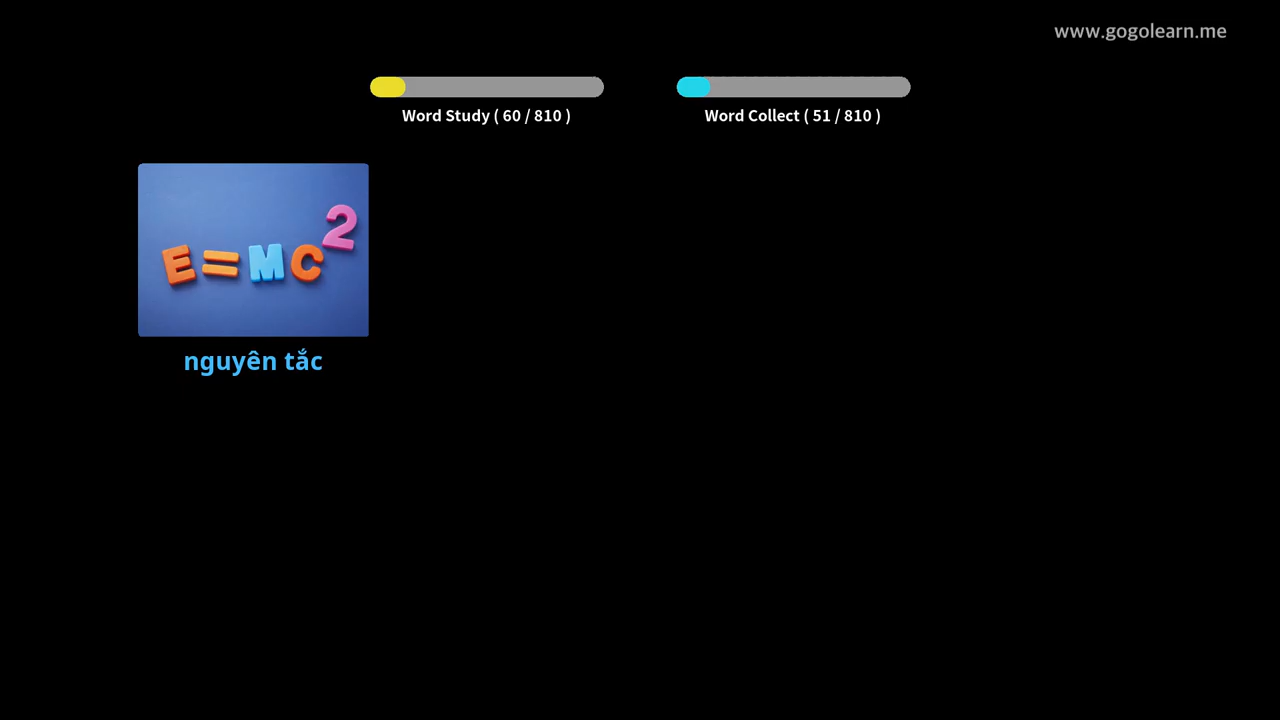 www.gogolearn.me
Word Study ( 60 / 810 )
Word Collect ( 51 / 810 )
E=MC²
nguyên tắc